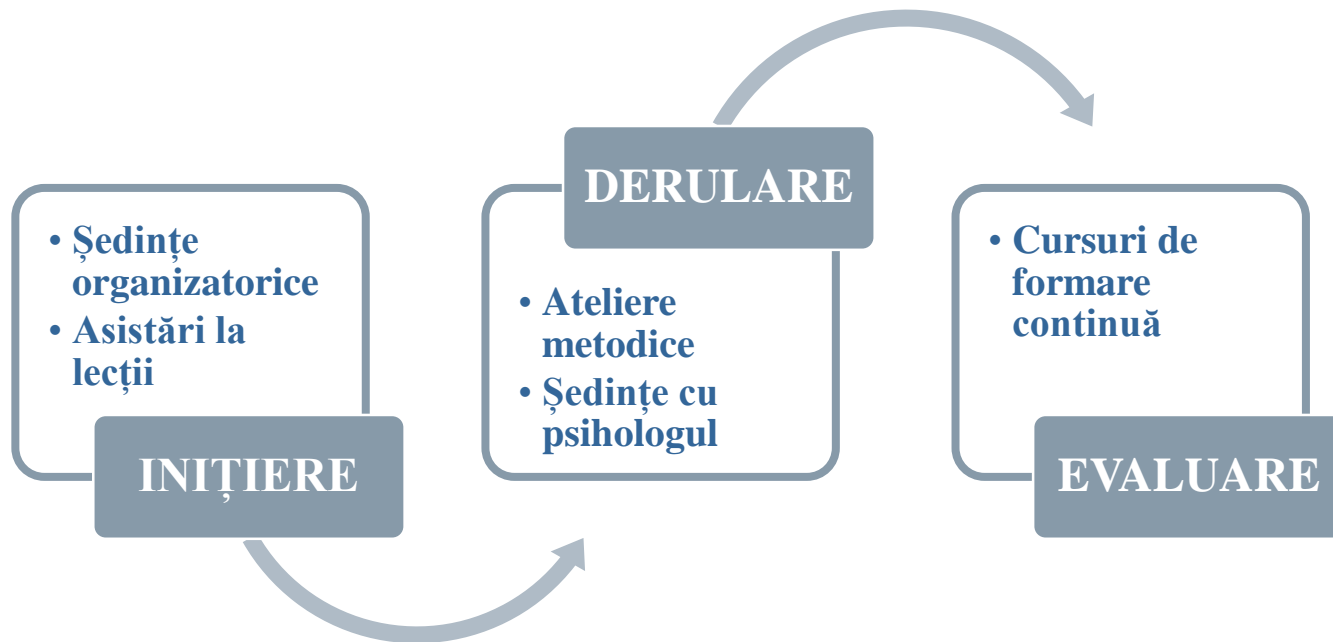 • Ședințe
organizatorice
• Asistări la
lecții
INIȚIERE
DERULARE
• Ateliere
metodice
• Ședințe cu
psihologul
• Cursuri de
formare
continuă
EVALUARE